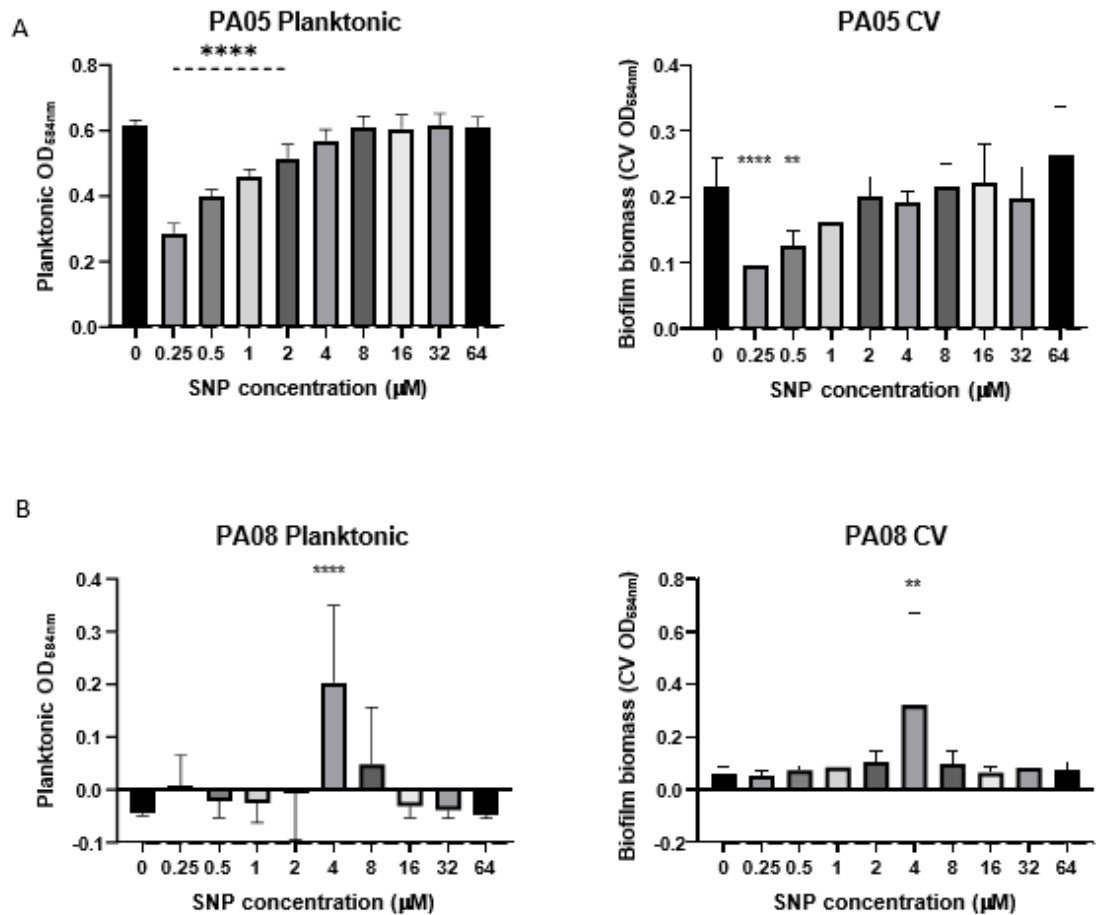 A
PA05 Planktonic
****
Planktonic OD684nm
0.8
0.6
0.4
0.2
0.0
0 0.25 0.5 1 2 4 8 16 32 64
SNP concentration (µM)
PA05 CV
**** **
Biofilm biomass (CV OD684nm)
0.4
0.3
0.2
0.1
0.0
0 0.25 0.5 1 2 4 8 16 32 64
SNP concentration (µM)
B
PA08 Planktonic
****
Planktonic OD684nm
0.4
0.3
0.2
0.1
0.0
-0.1
0 0.25 0.5 1 2 4 8 16 32 64
SNP concentration (µM)
PA08 CV
**
Biofilm biomass (CV OD684nm)
0.8
0.6
0.4
0.2
0.0
-0.2
0 0.25 0.5 1 2 4 8 16 32 64
SNP concentration (µM)